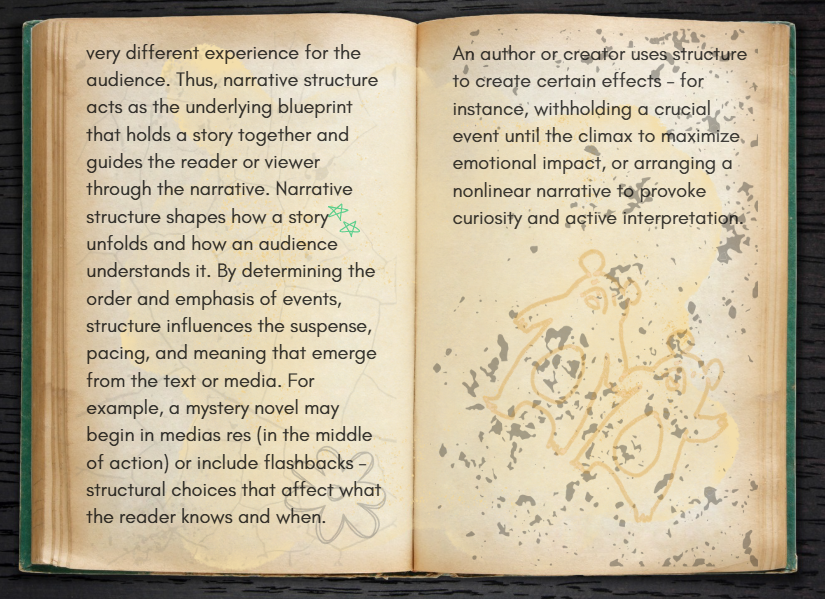 very different experience for the
audience. Thus, narrative structure
acts as the underlying blueprint
that holds a story together and
guides the reader or viewer
through the narrative. Narrative
structure shapes how a story
unfolds and how an audience
understands it. By determining the
order and emphasis of events,
structure influences the suspense,
pacing, and meaning that emerge
from the text or media. For
example, a mystery novel may
begin in medias res (in the middle
of action) or include flashbacks –
structural choices that affect what
the reader knows and when.
An author or creator uses structure
to create certain effects – for
instance, withholding a crucial
event until the climax to maximize
emotional impact, or arranging a
nonlinear narrative to provoke
curiosity and active interpretation.